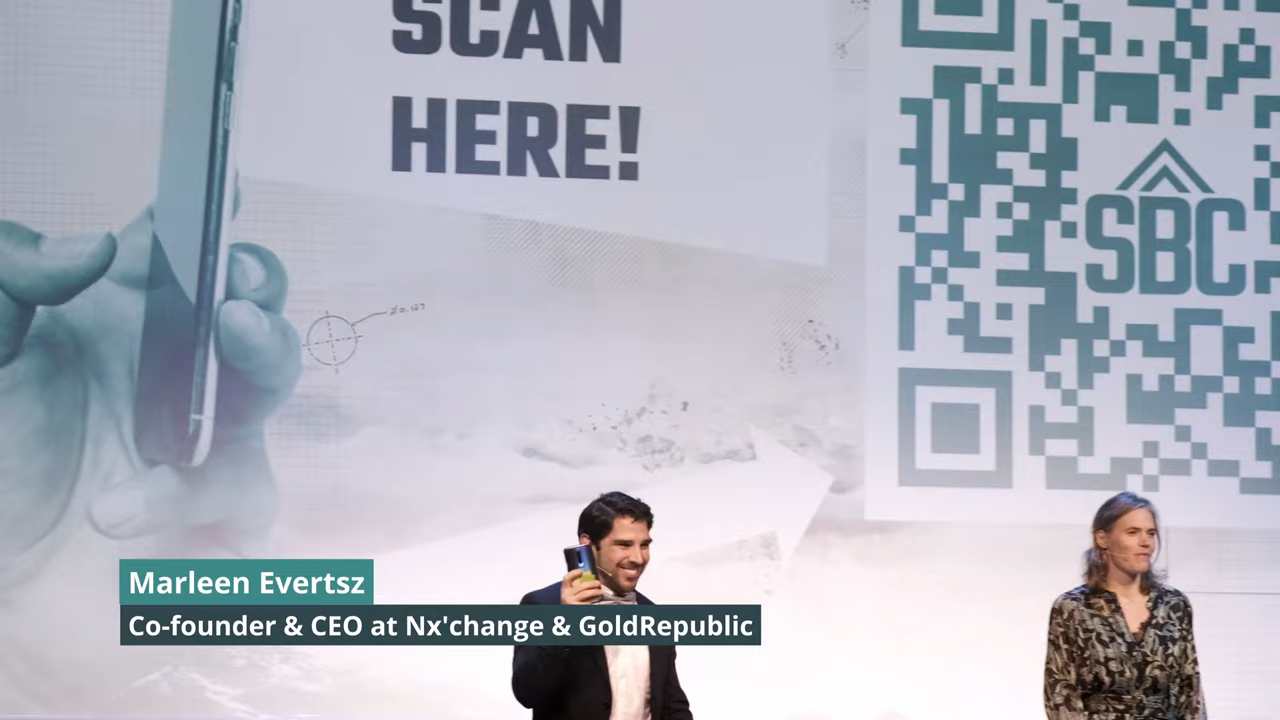 SCAN
HERE!
SBC
Marleen Evertsz
Co-founder & CEO at Nx'change & GoldRepublic